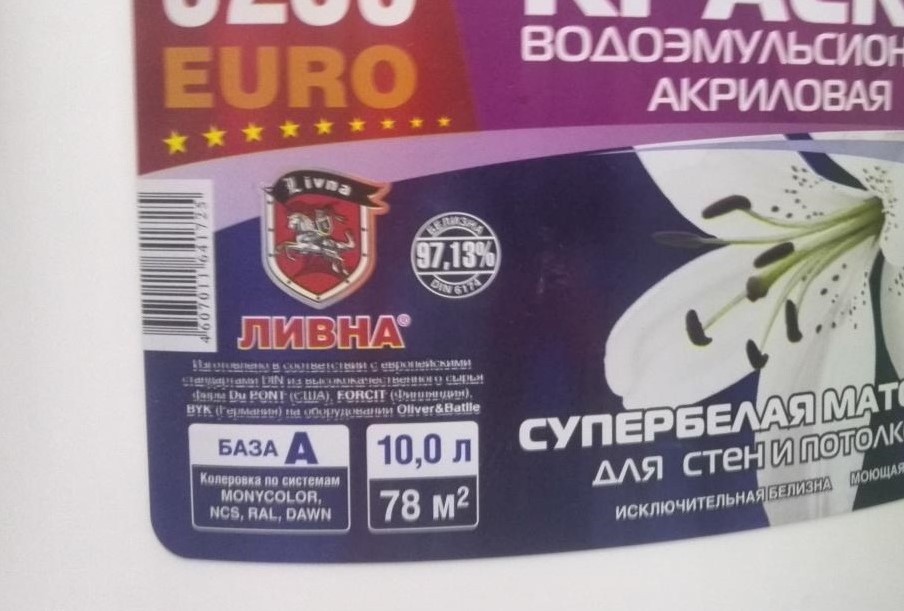 EURO
ВОДОЭМУЛЬСИОН
АКРИЛОВАЯ
Livna
БЕЛИЗНА
97,13%
DIN 6174
4607011641725
ЛИВНА®
Изготовлено в соответствии с европейскими
стандартами DIN из высококачественного сырья
фирм Du PONT (США), FORCIT (Финляндия),
BYK (Германия) на оборудовании Oliver&Batlle
БАЗА А
Колеровка по системам
MONYCOLOR,
NCS, RAL, DAWN
10,0 л
78 м²
СУПЕРБЕЛАЯ МАТО
ДЛЯ СТЕН И ПОТОЛК
ИСКЛЮЧИТЕЛЬНАЯ БЕЛИЗНА МОЮЩАЯ